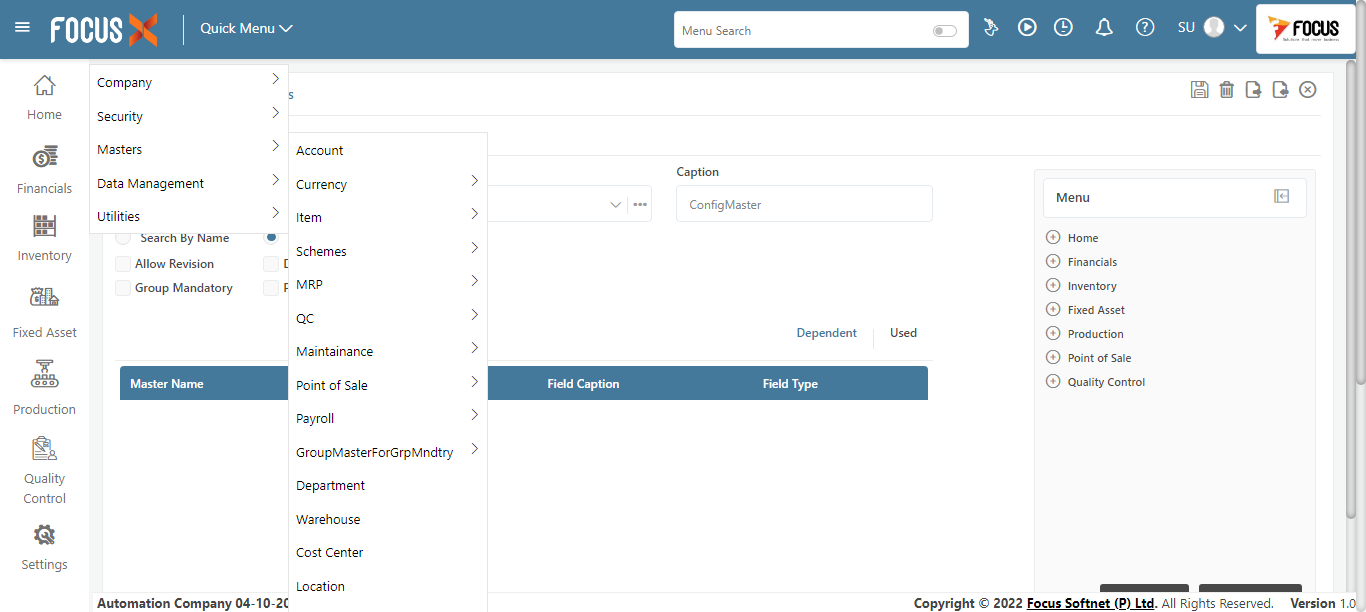 FOCUS X
Quick Menu
Menu Search
SU
FOCUS
Home
Financials
Inventory
Fixed Asset
Production
Quality
Control
Settings
Company
Security
Masters
Data Management
Utilities
s
Account
Currency
Item
Schemes
MRP
QC
Maintainance
Point of Sale
Payroll
GroupMasterForGrpMndtry
Department
Warehouse
Cost Center
Location
Caption
ConfigMaster
Search By Name
Allow Revision
Group Mandatory
Dependent
Used
Master Name
Field Caption
Field Type
Menu
Home
Financials
Inventory
Fixed Asset
Production
Point of Sale
Quality Control
Automation Company 04-10-20
Copyright © 2022 Focus Softnet (P) Ltd. All Rights Reserved.
Version 1.0